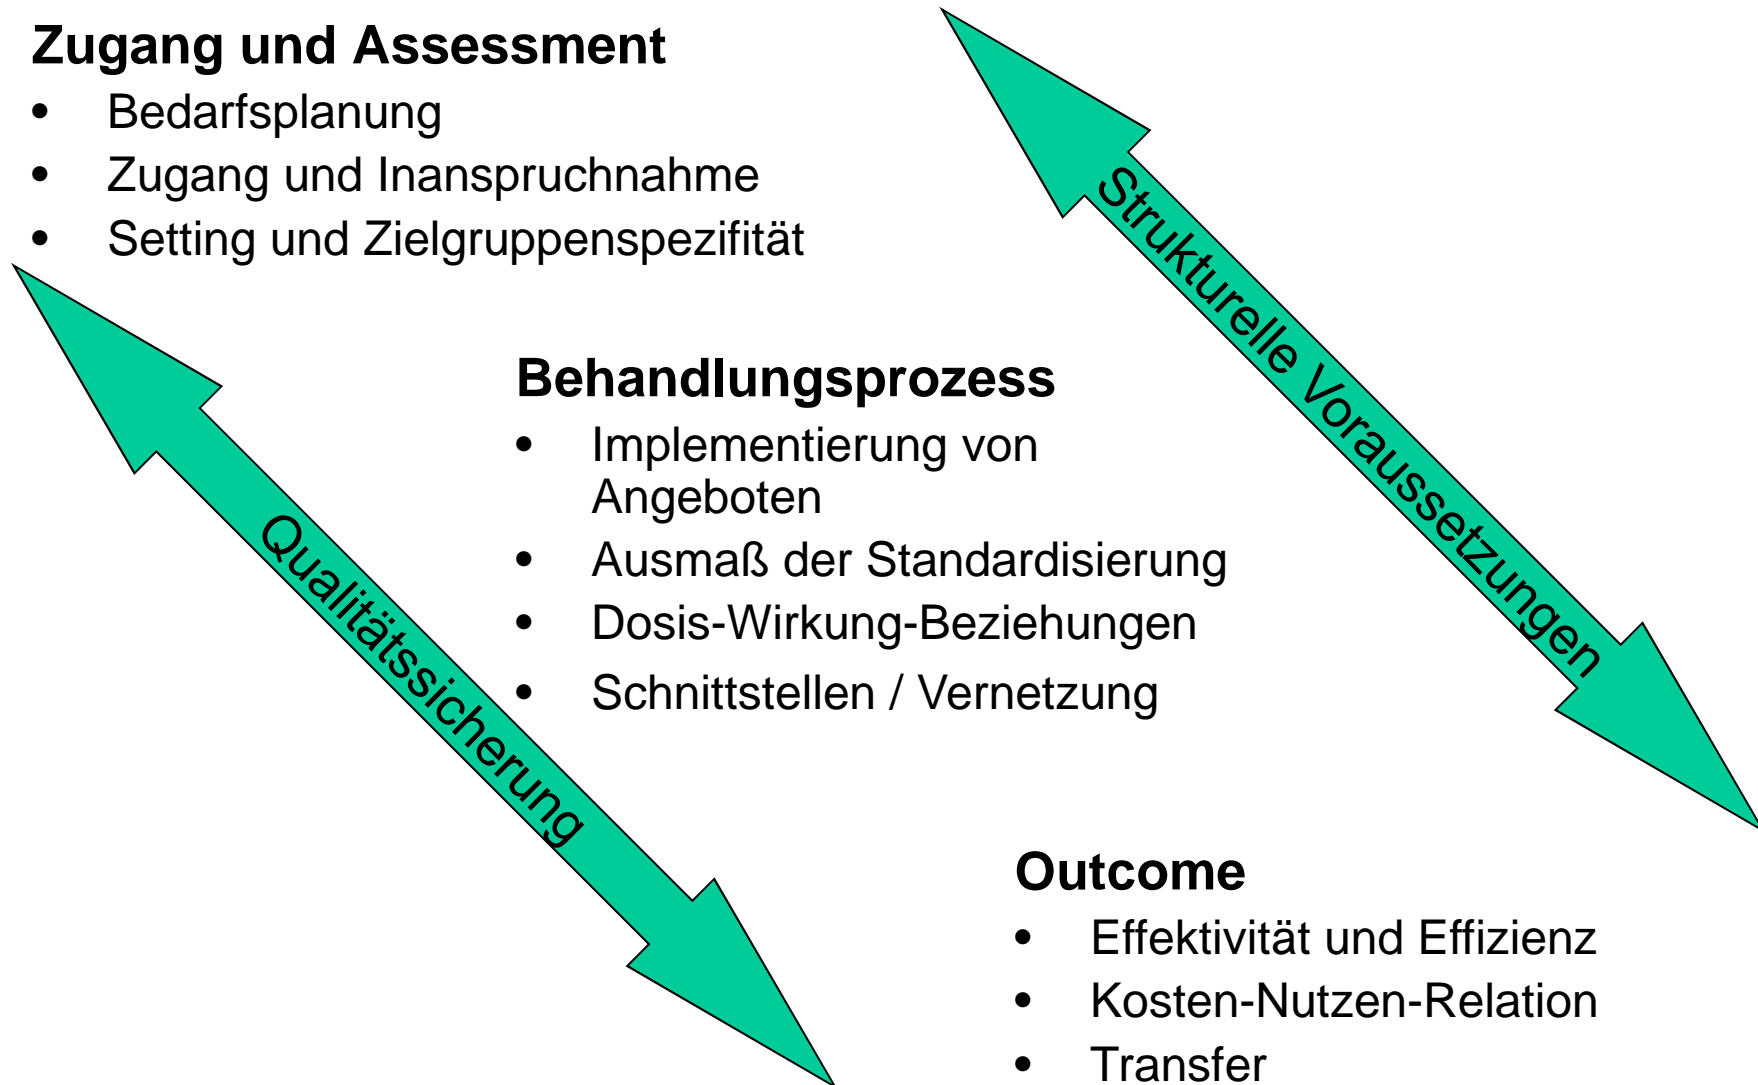 Zugang und Assessment
• Bedarfsplanung
• Zugang und Inanspruchnahme
• Setting und Zielgruppenspezifität
Strukturelle Voraussetzungen
Behandlungsprozess
• Implementierung von
Angeboten
• Ausmaß der Standardisierung
• Dosis-Wirkung-Beziehungen
• Schnittstellen / Vernetzung
Qualitätssicherung
Outcome
• Effektivität und Effizienz
• Kosten-Nutzen-Relation
• Transfer